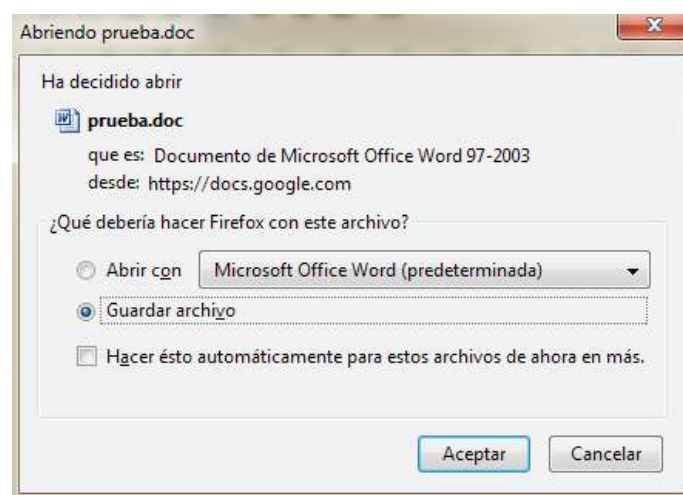 Abriendo prueba.doc
Ha decidido abrir
prueba.doc
que es: Documento de Microsoft Office Word 97-2003
desde: https://docs.google.com
¿Qué debería hacer Firefox con este archivo?
Abrir con Microsoft Office Word (predeterminada)
Guardar archivo
Hacer ésto automáticamente para estos archivos de ahora en más.
Aceptar Cancelar